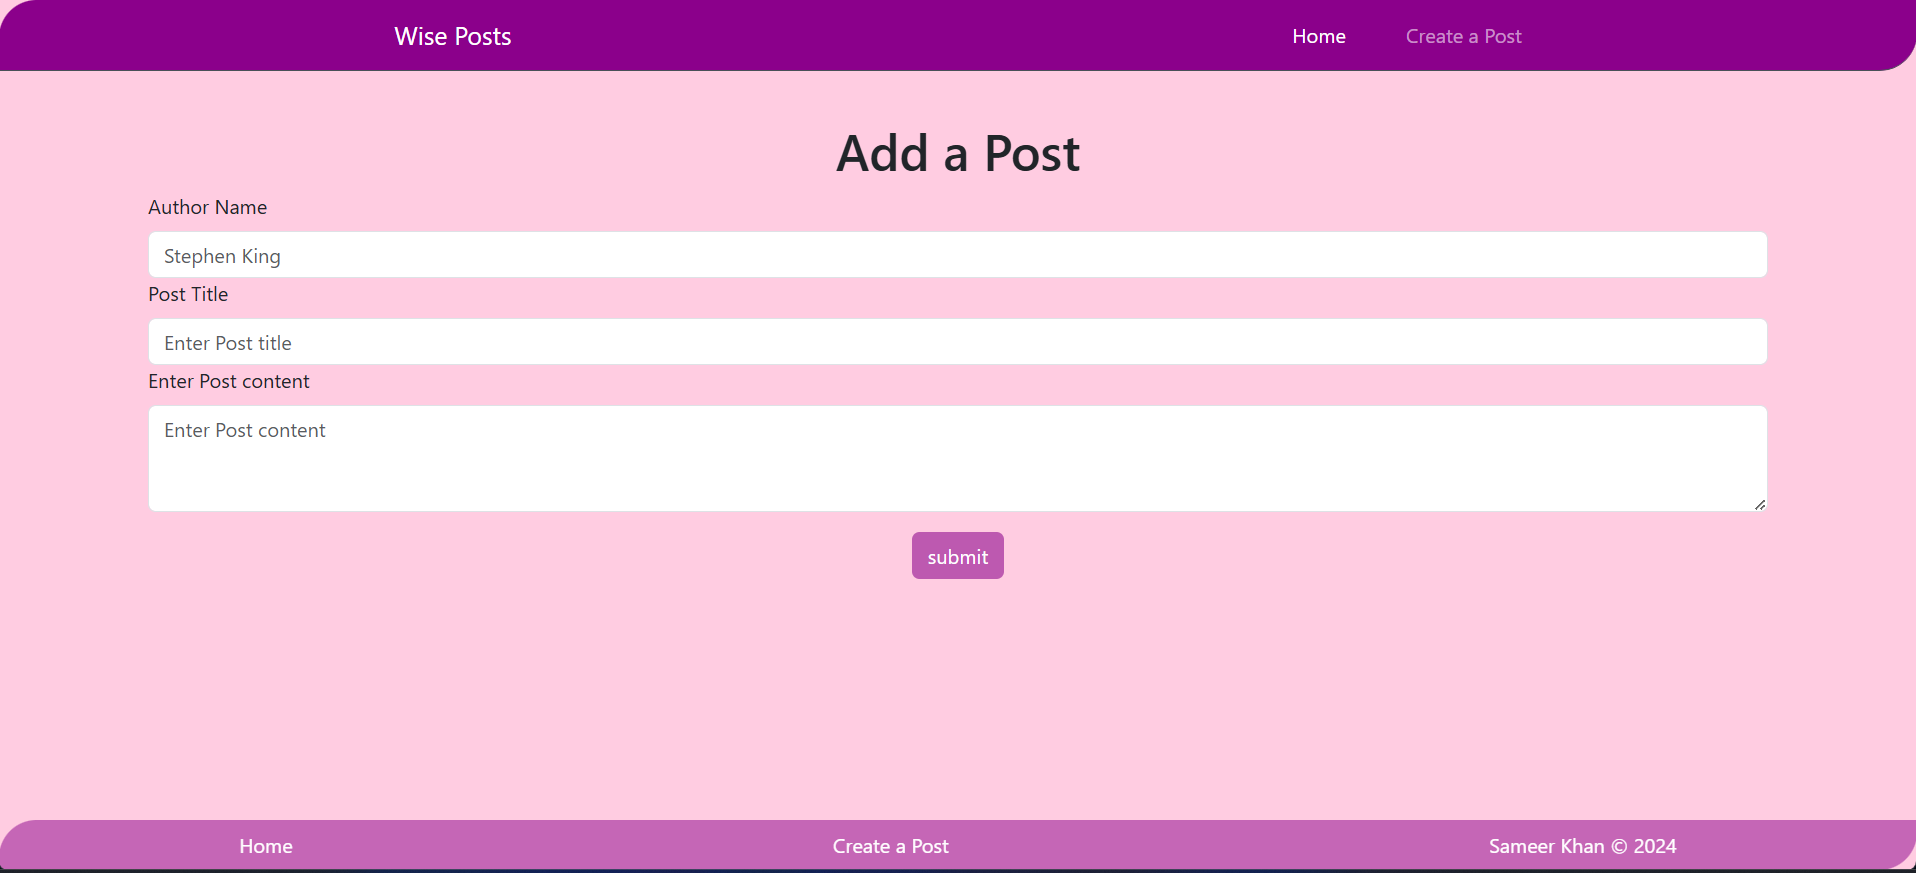 Wise Posts Home Create a Post
Add a Post
Author Name
Stephen King
Post Title
Enter Post title
Enter Post content
Enter Post content
submit
Home Create a Post Sameer Khan © 2024